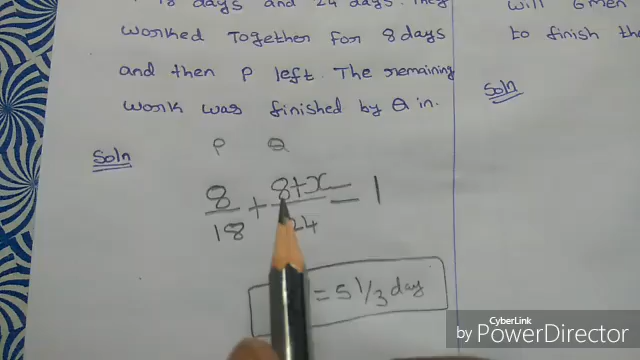 18 days and 24 days. They
worked Together for 8 days
and then P left. The remaining
work was finished by Q in.
Soln
P Q
8/18 + 8+x/24 = 1
= 5 1/3 day
will 6 men
to finish the
Soln
CyberLink
by PowerDirector